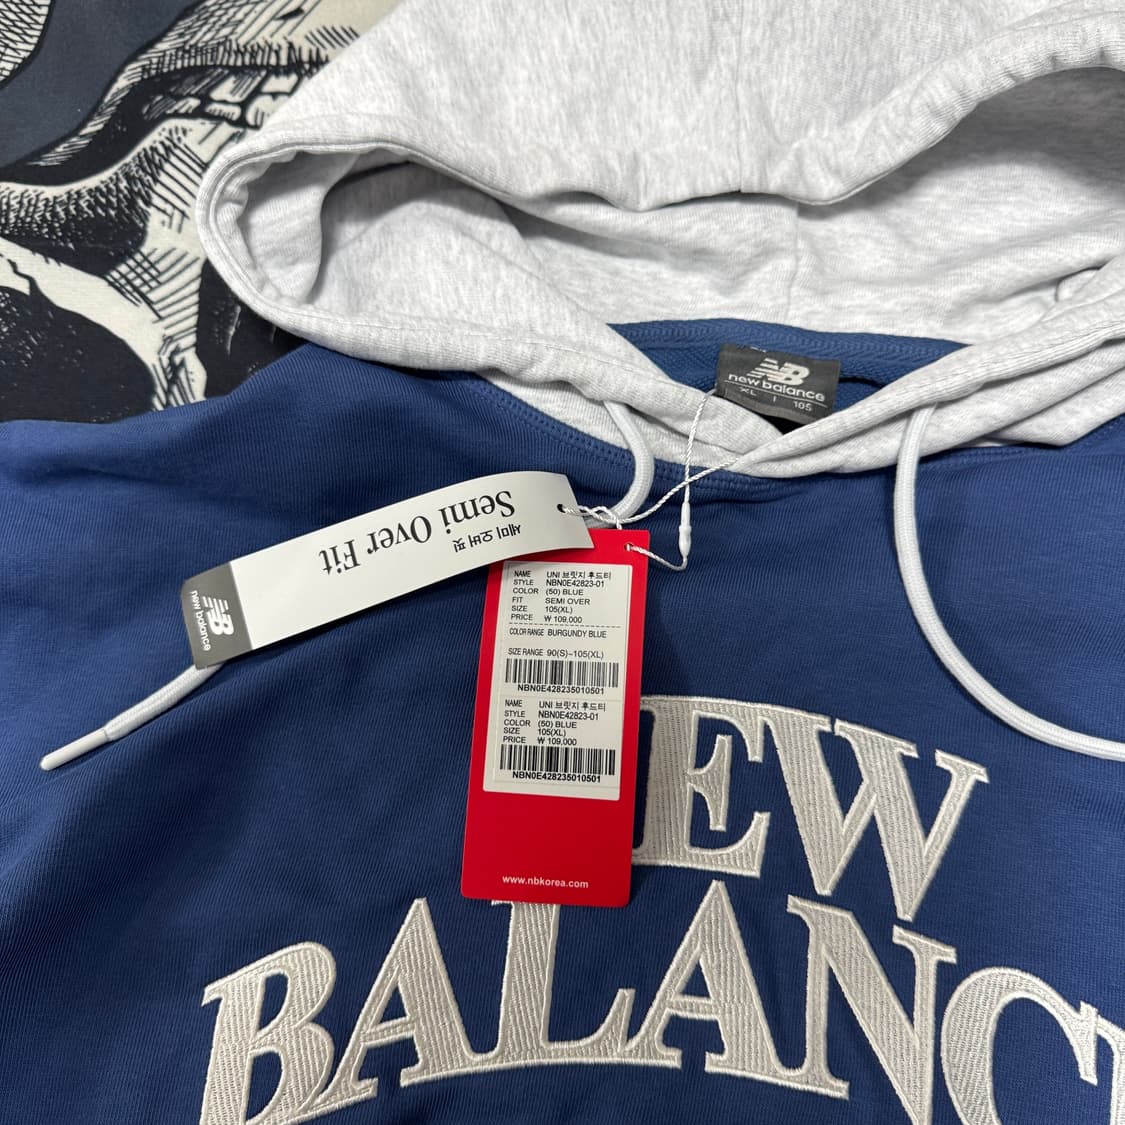 new balance
XL | 105
Semi Over Fit
세미 오버 핏
new balance
NAME UNI 브릿지 후드티
STYLE NBN0E42823-01
COLOR (50) BLUE
FIT SEMI OVER
SIZE 105(XL)
PRICE ₩ 109,000
COLOR RANGE BURGUNDY BLUE
SIZE RANGE 90(S)~105(XL)
NBN0E428235010501
NAME UNI 브릿지 후드티
STYLE NBN0E42823-01
COLOR (50) BLUE
SIZE 105(XL)
PRICE ₩ 109,000
NBN0E428235010501
www.nbkorea.com
EW
BALANC